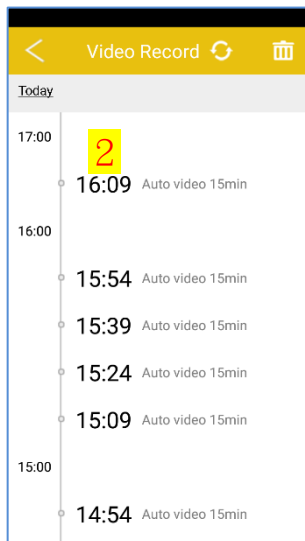 Video Record
Today
17:00
2
16:09 Auto video 15min
16:00
15:54 Auto video 15min
15:39 Auto video 15min
15:24 Auto video 15min
15:09 Auto video 15min
15:00
14:54 Auto video 15min